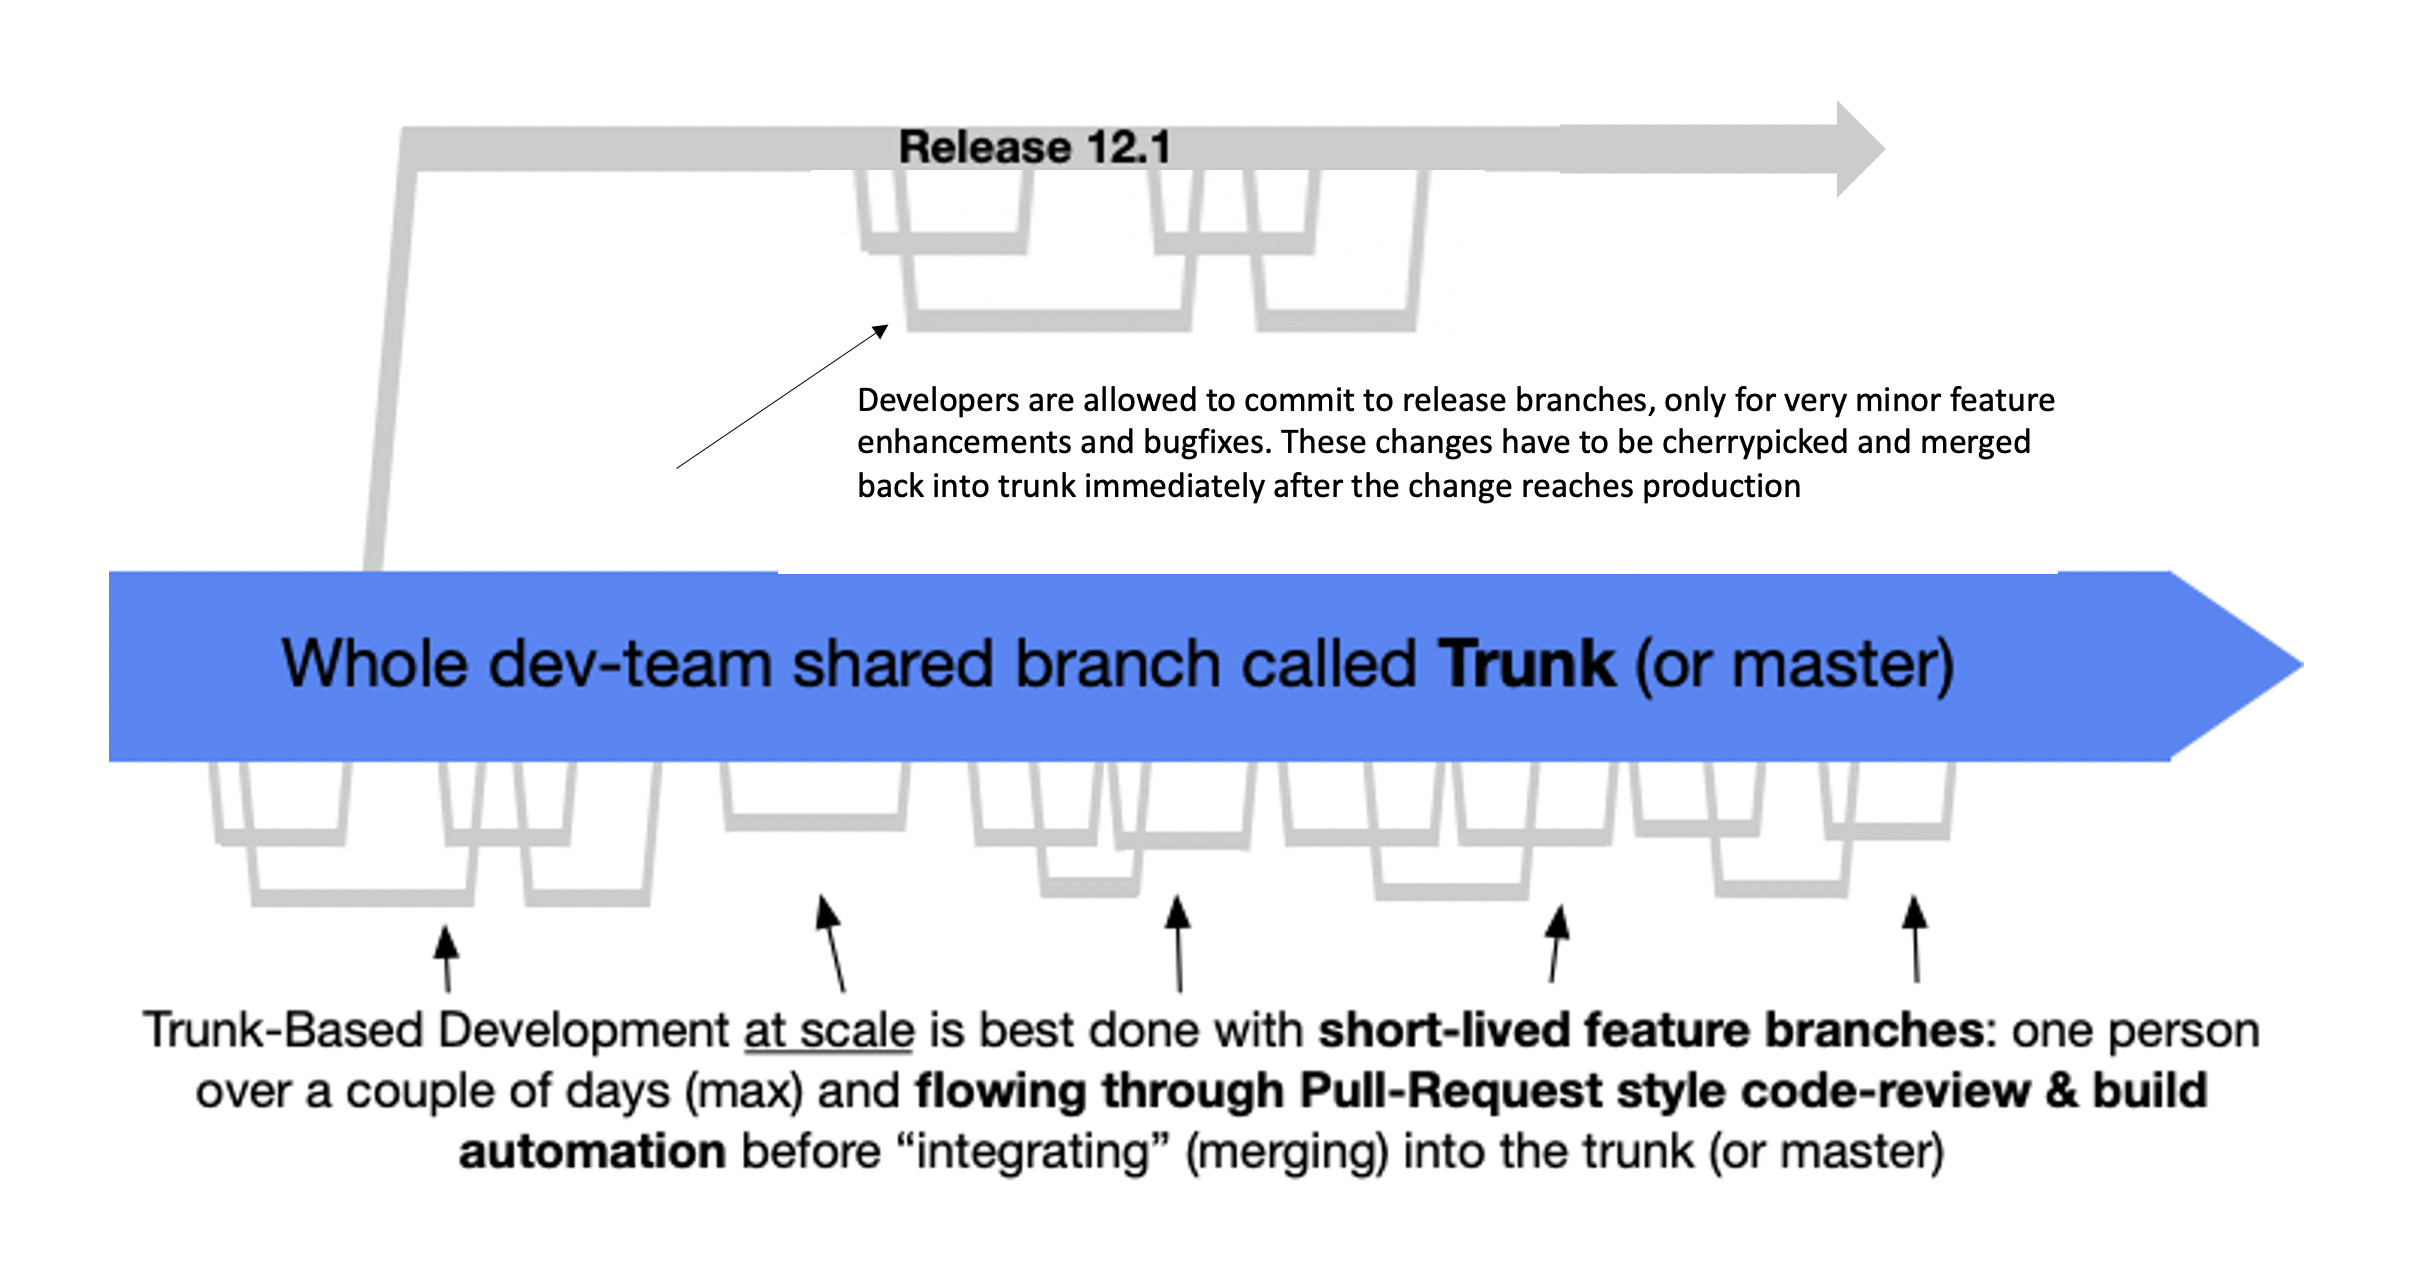 Release 12.1
Developers are allowed to commit to release branches, only for very minor feature
enhancements and bugfixes. These changes have to be cherrypicked and merged
back into trunk immediately after the change reaches production
Whole dev-team shared branch called Trunk (or master)
Trunk-Based Development at scale is best done with short-lived feature branches: one person
over a couple of days (max) and flowing through Pull-Request style code-review & build
automation before “integrating” (merging) into the trunk (or master)